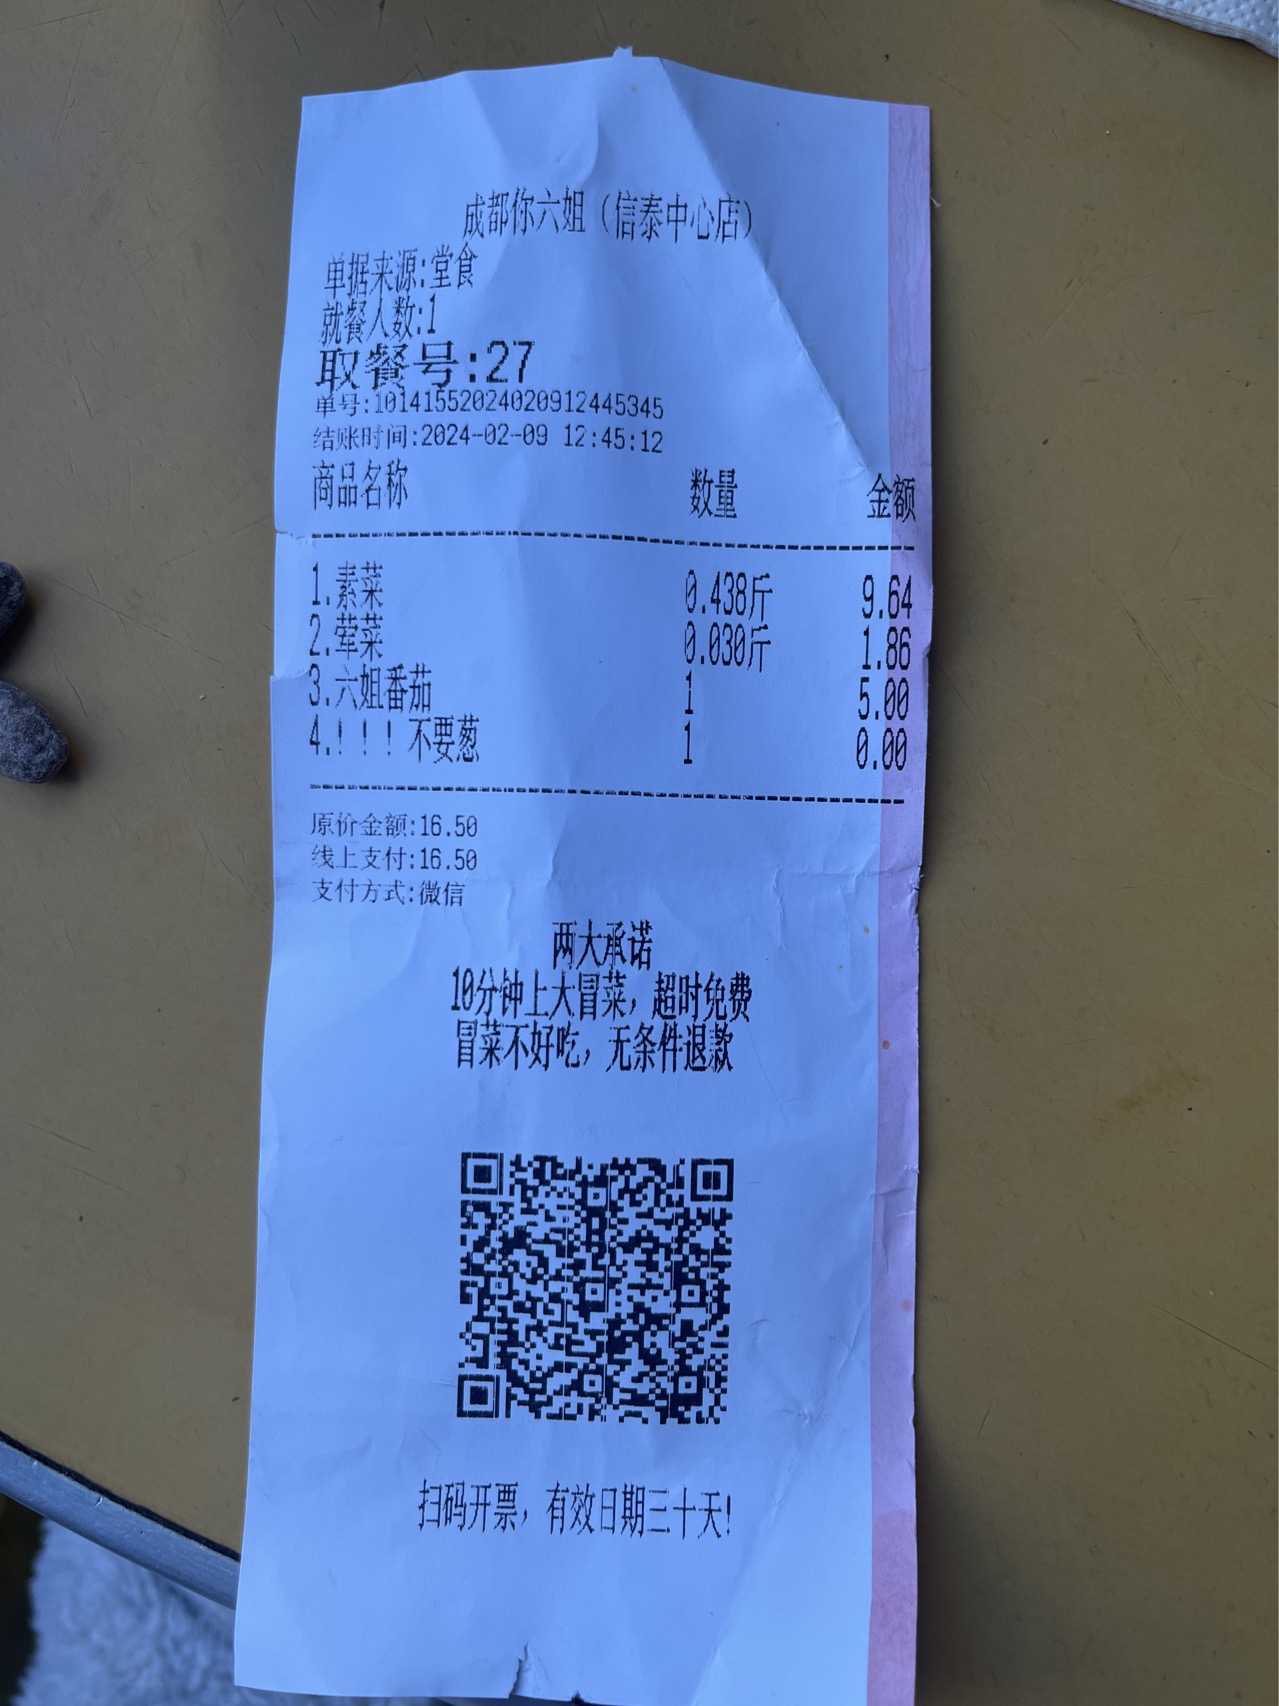 成都你六姐（信泰中心店）
单据来源:堂食
就餐人数:1
取餐号:27
单号:10141552024020912445345
结账时间:2024-02-09 12:45:12
商品名称 数量 金额
1.素菜 0.438斤 9.64
2.荤菜 0.030斤 1.86
3.六姐番茄 1 5.00
4.！！！不要葱 1 0.00
原价金额:16.50
线上支付:16.50
支付方式:微信
两大承诺
10分钟上大冒菜，超时免费
冒菜不好吃，无条件退款
扫码开票，有效日期三十天!